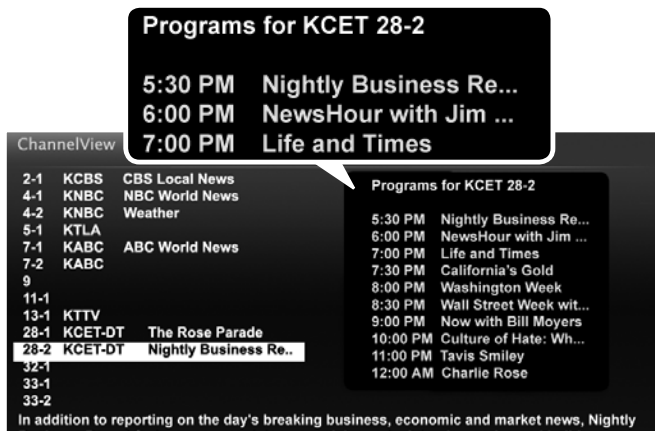 Programs for KCET 28-2
5:30 PM Nightly Business Re...
6:00 PM NewsHour with Jim ...
7:00 PM Life and Times
ChannelView
2-1 KCBS CBS Local News
4-1 KNBC NBC World News
4-2 KNBC Weather
5-1 KTLA
7-1 KABC ABC World News
7-2 KABC
9
11-1
13-1 KTTV
28-1 KCET-DT The Rose Parade
28-2 KCET-DT Nightly Business Re..
32-1
33-1
33-2
Programs for KCET 28-2
5:30 PM Nightly Business Re...
6:00 PM NewsHour with Jim ...
7:00 PM Life and Times
7:30 PM California's Gold
8:00 PM Washington Week
8:30 PM Wall Street Week wit...
9:00 PM Now with Bill Moyers
10:00 PM Culture of Hate: Wh...
11:00 PM Tavis Smiley
12:00 AM Charlie Rose
In addition to reporting on the day's breaking business, economic and market news, Nightly